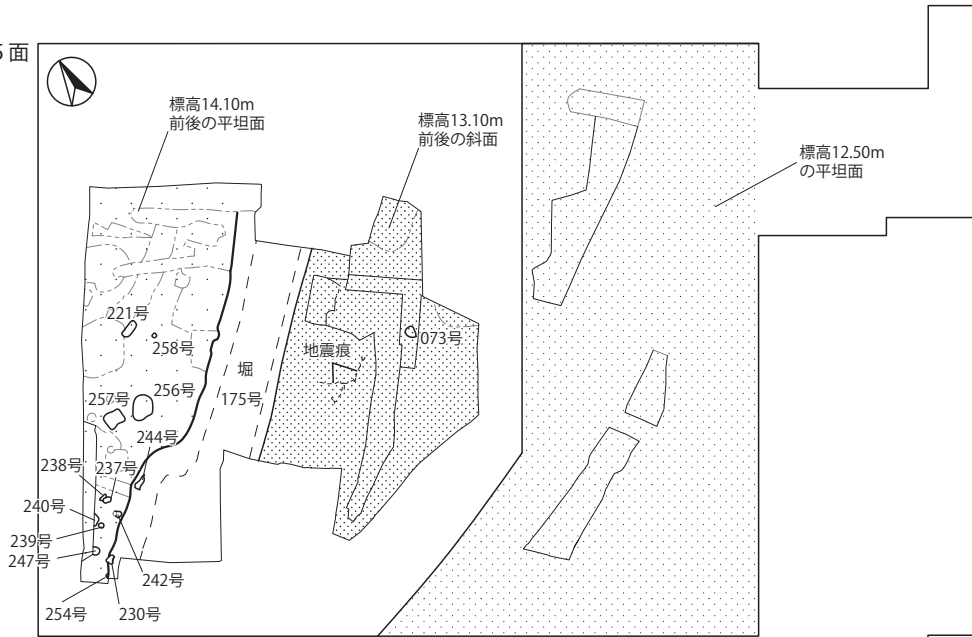 面
標高14.10m
前後の平坦面
標高13.10m
前後の斜面
標高12.50m
の平坦面
221号
258号
073号
地震痕
堀
175号
257号
256号
244号
238号
237号
240号
239号
247号
242号
254号
230号